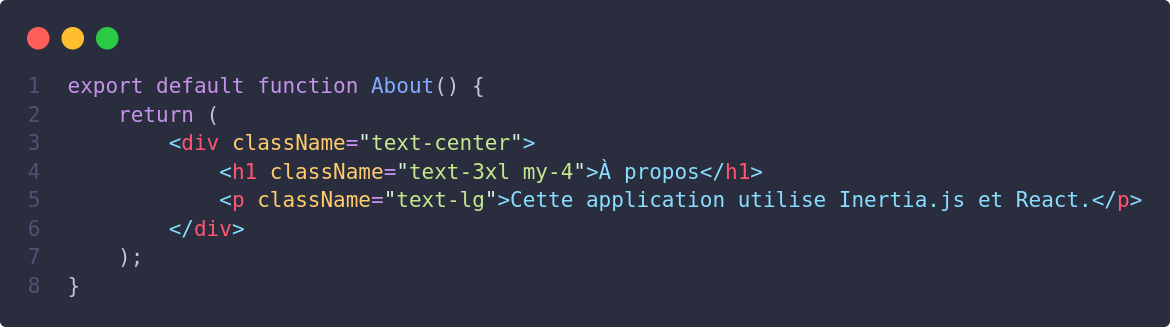 1 export default function About() {
2     return (
3         <div className="text-center">
4             <h1 className="text-3xl my-4">À propos</h1>
5             <p className="text-lg">Cette application utilise Inertia.js et React.</p>
6         </div>
7     );
8 }